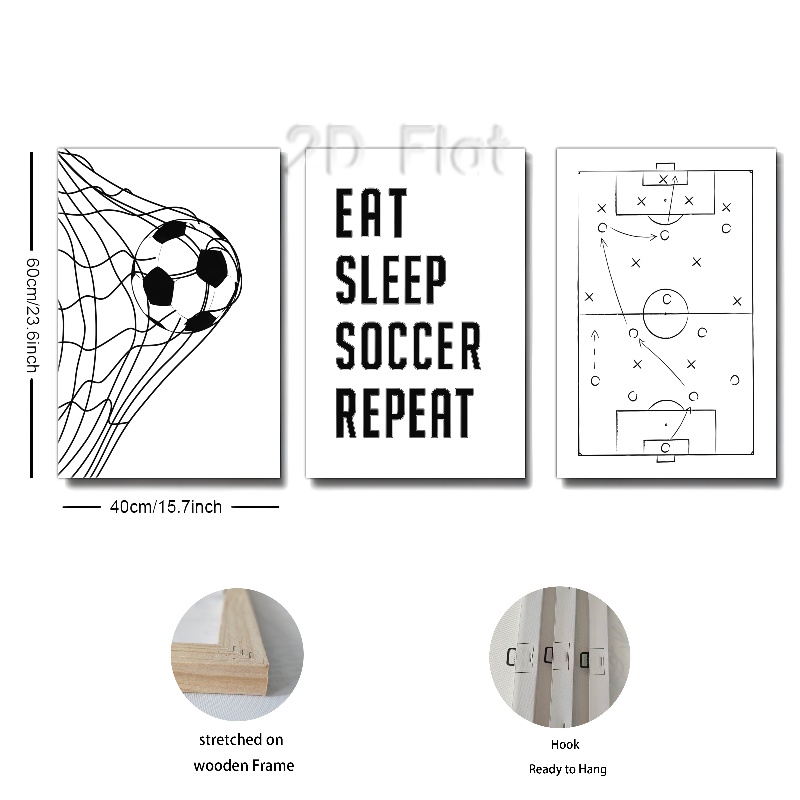 2D Flat
EAT
SLEEP
SOCCER
REPEAT
60cm/23.6inch
40cm/15.7inch
stretched on
wooden Frame
Hook
Ready to Hang